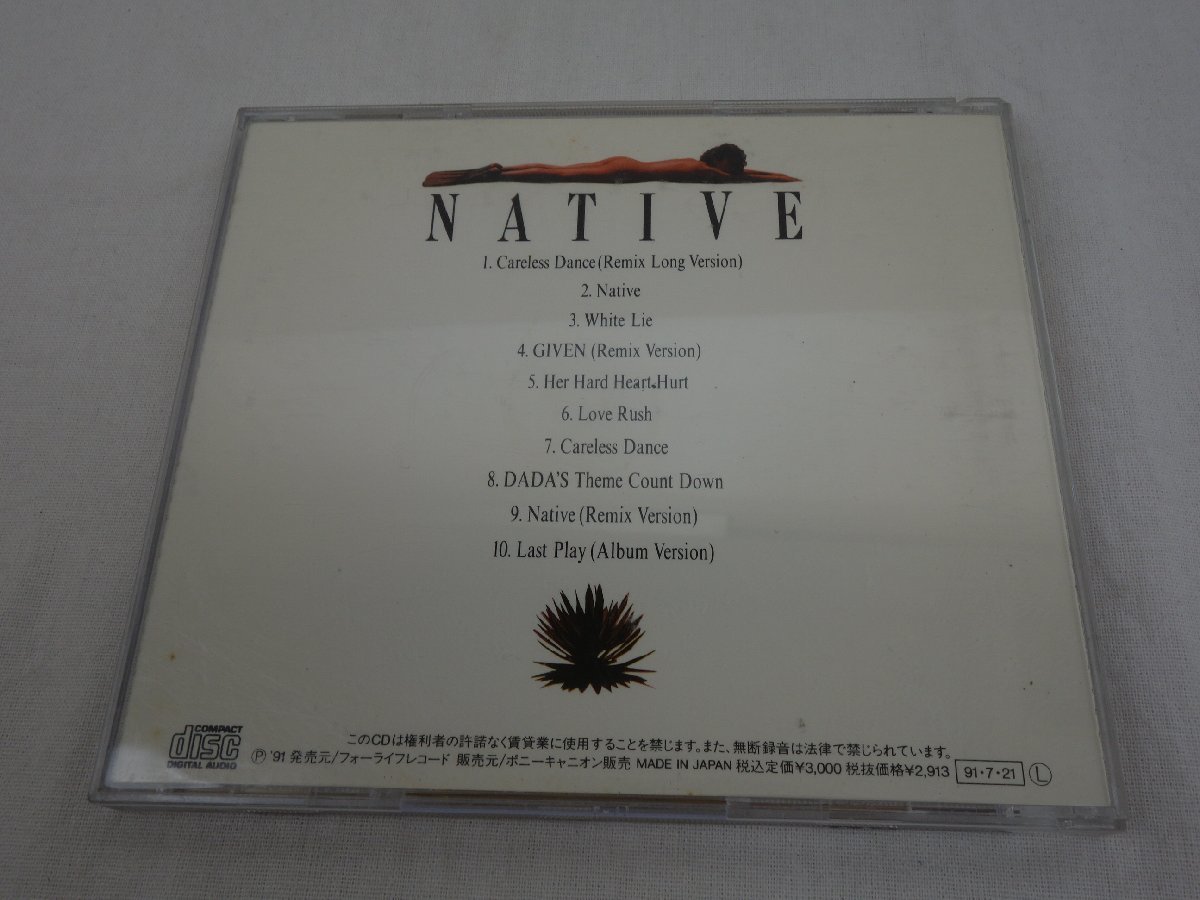 NATIVE
1. Careless Dance (Remix Long Version)
2. Native
3. White Lie
4. GIVEN (Remix Version)
5. Her Hard Heart Hurt
6. Love Rush
7. Careless Dance
8. DADA'S Theme Count Down
9. Native (Remix Version)
10. Last Play (Album Version)
COMPACT
disc
DIGITAL AUDIO
このCDは権利者の許諾なく賃貸業に使用することを禁じます。また、無断録音は法律で禁じられています。
Ⓟ '91 発売元/フォーライフレコード 販売元/ポニーキャニオン販売 MADE IN JAPAN 税込定価¥3,000 税抜価格¥2,913 91・7・21 Ⓛ